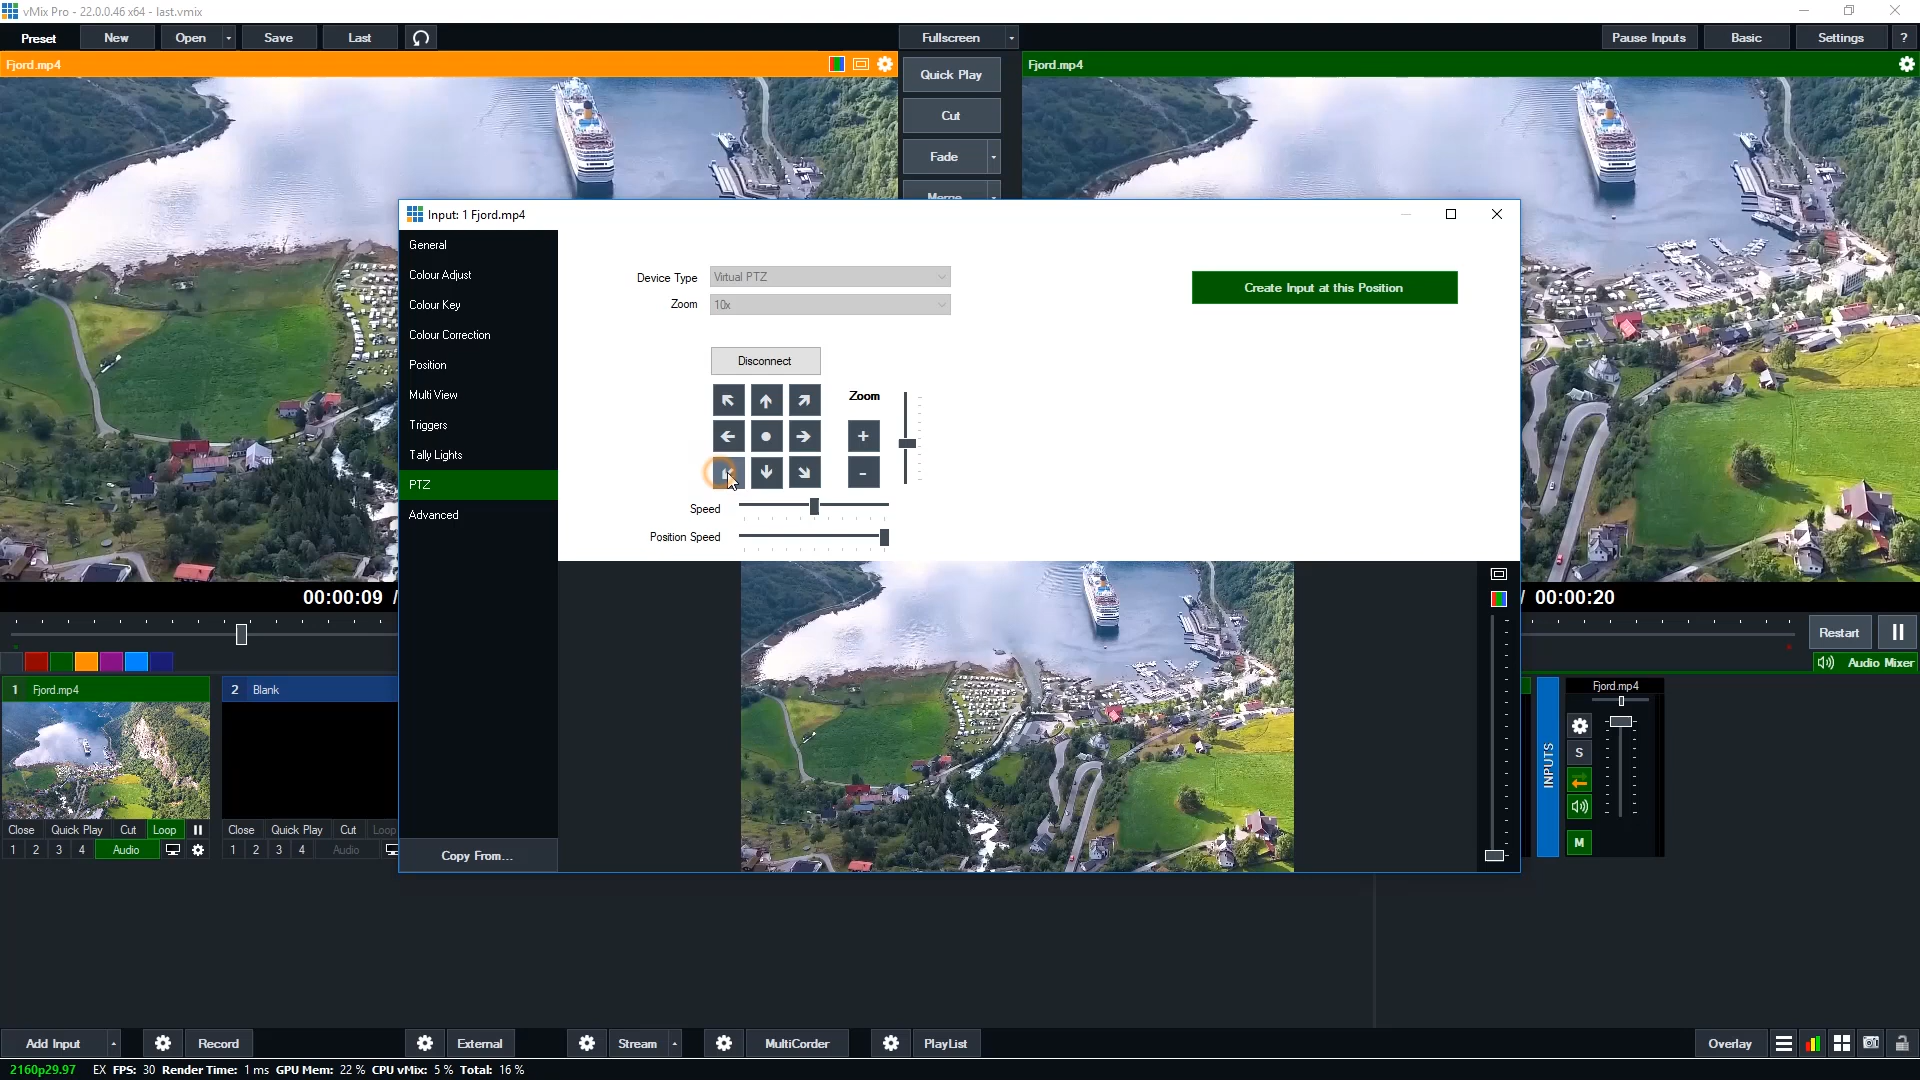 vMix Pro - 22.0.0.46 x64 - last.vmix
Preset New Open Save Last Fullscreen Pause Inputs Basic Settings ?
Fjord.mp4
Quick Play
Cut
Fade
Merge
Fjord.mp4
Input: 1 Fjord.mp4
General
Colour Adjust
Colour Key
Colour Correction
Position
Multi View
Triggers
Tally Lights
PTZ
Advanced
Copy From...
Device Type Virtual PTZ
Zoom 10x
Create Input at this Position
Disconnect
Zoom
+
-
Speed
Position Speed
00:00:09 /
/ 00:00:20
Restart
Audio Mixer
1 Fjord.mp4
Close Quick Play Cut Loop
1 2 3 4 Audio
2 Blank
Close Quick Play Cut Loop
1 2 3 4 Audio
INPUTS
Fjord.mp4
S
M
Add Input Record External Stream MultiCorder PlayList Overlay
2160p29.97 EX FPS: 30 Render Time: 1 ms GPU Mem: 22 % CPU vMix: 5 % Total: 16 %